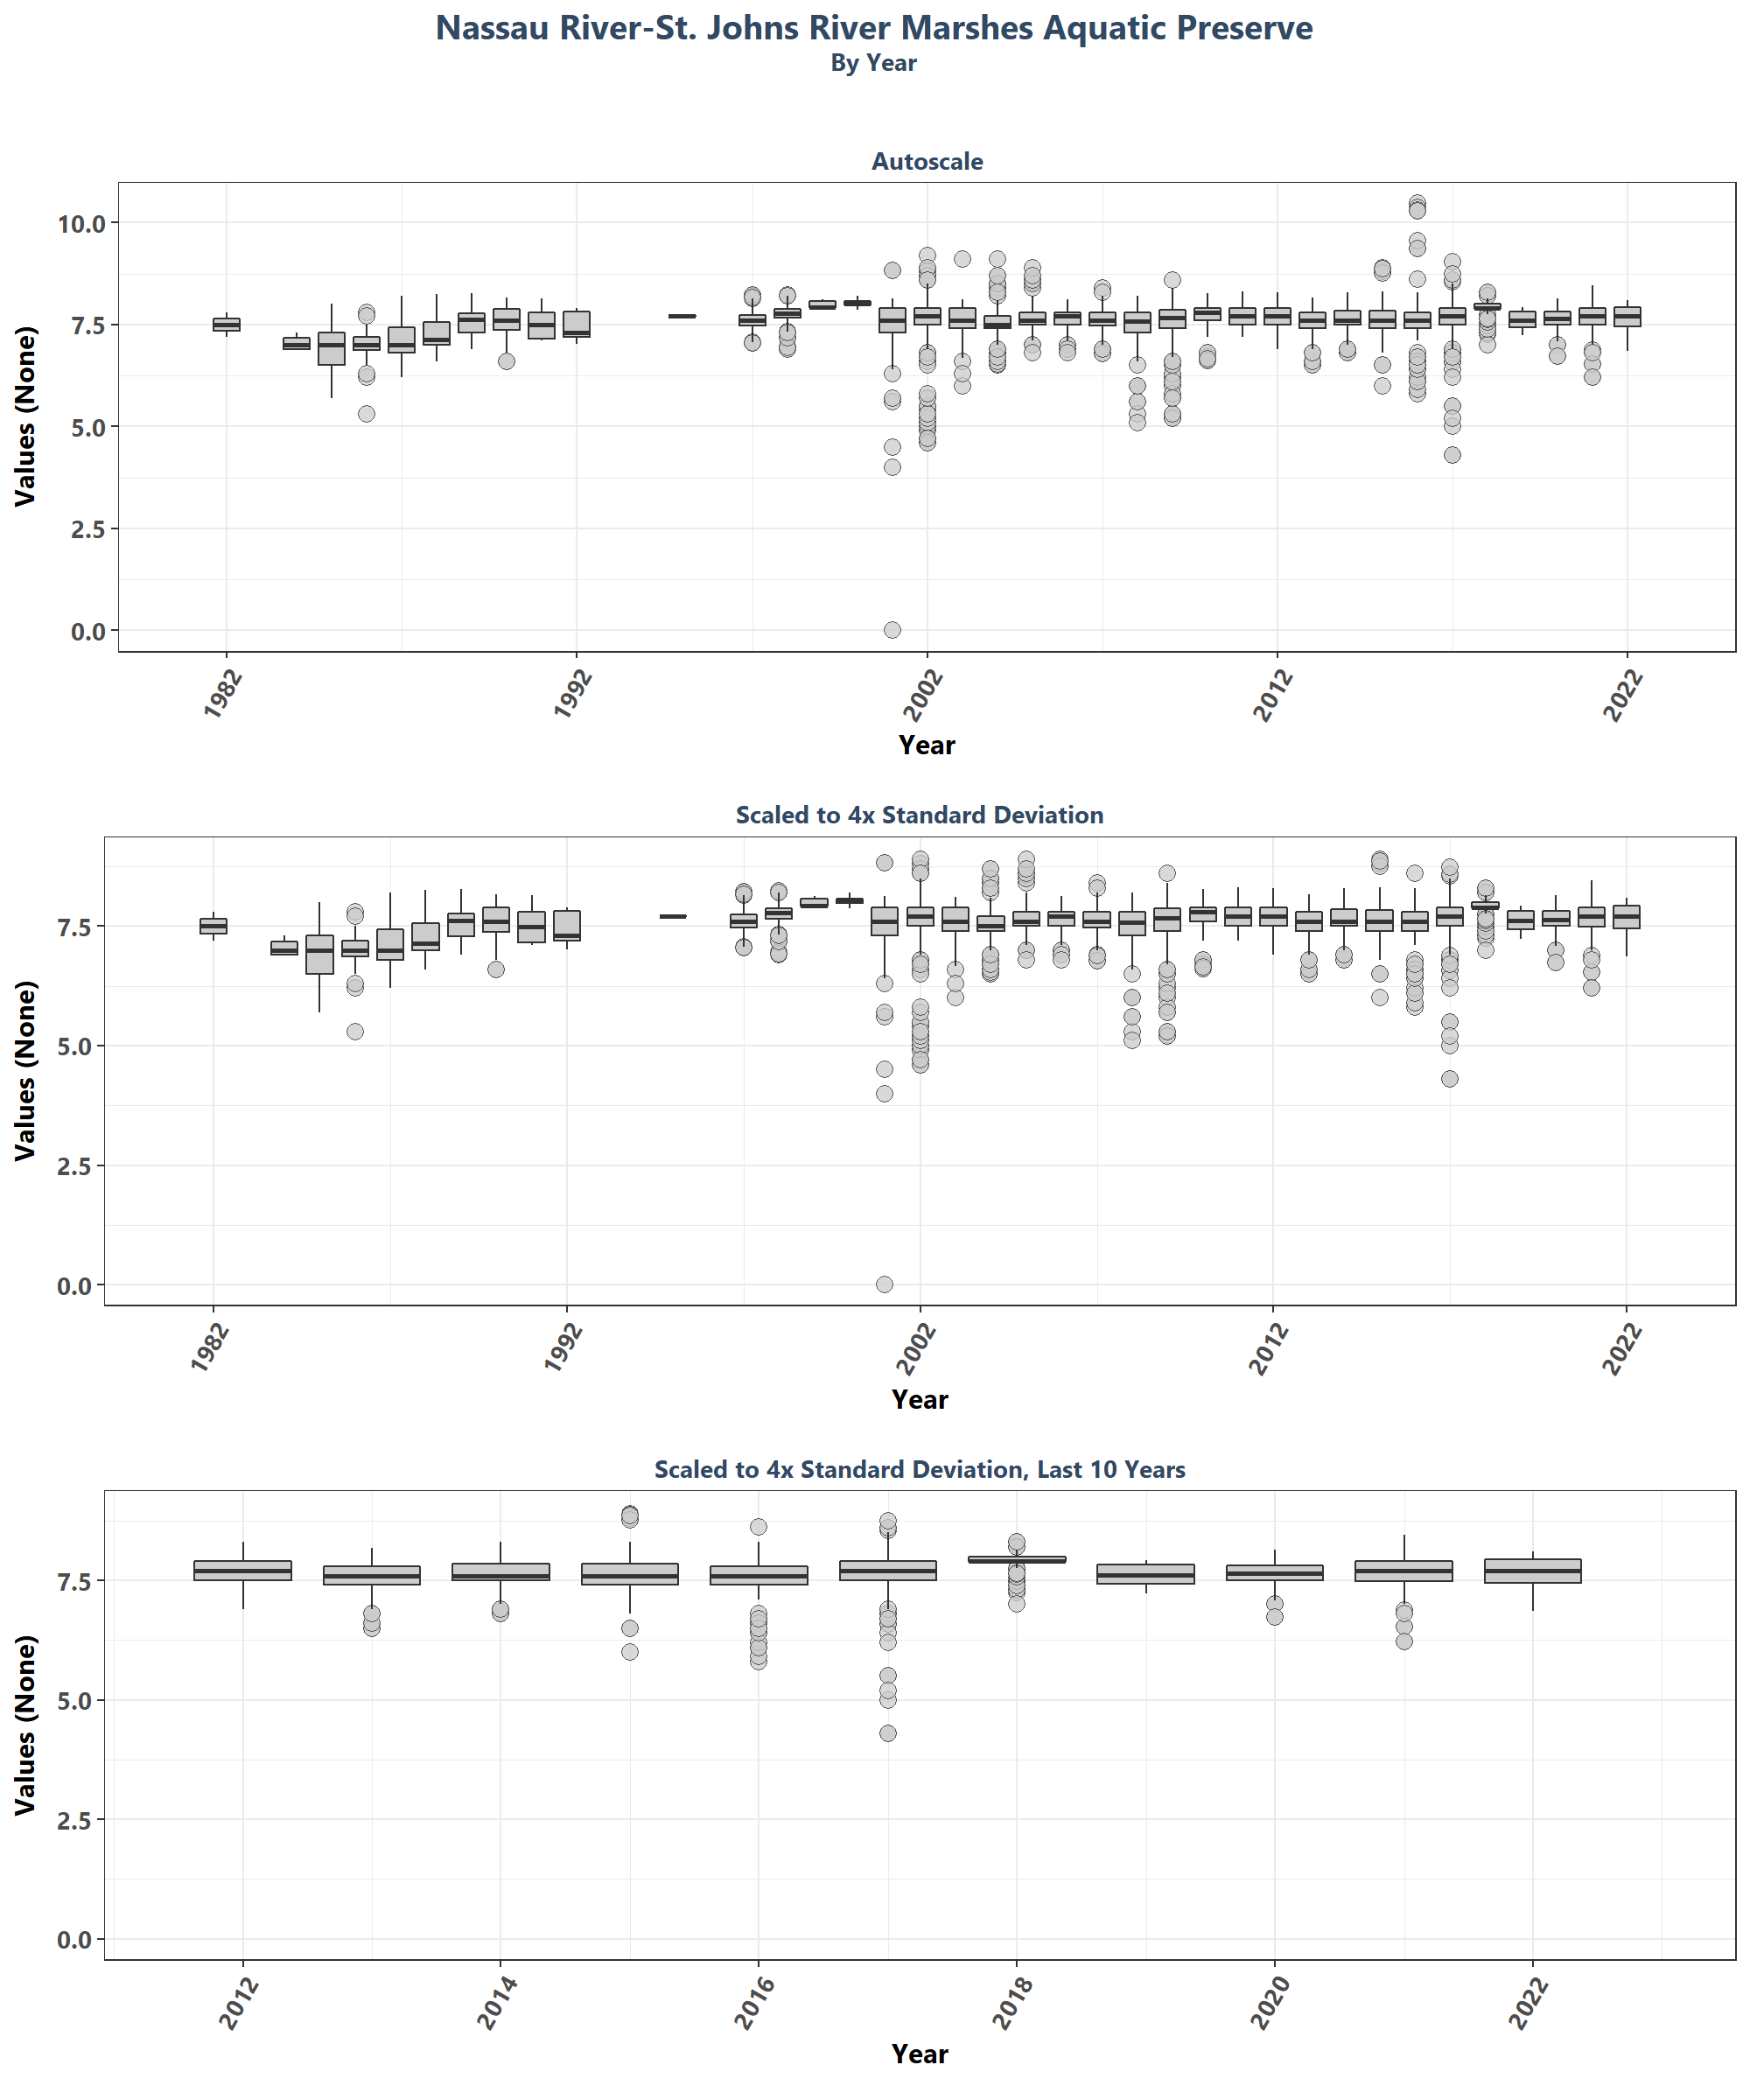 Nassau River-St. Johns River Marshes Aquatic Preserve
By Year
Autoscale
Values (None)
10.0
7.5
5.0
2.5
0.0
1982
1992
2002
2012
2022
Year
Scaled to 4x Standard Deviation
Values (None)
7.5
5.0
2.5
0.0
1982
1992
2002
2012
2022
Year
Scaled to 4x Standard Deviation, Last 10 Years
Values (None)
7.5
5.0
2.5
0.0
2012
2014
2016
2018
2020
2022
Year